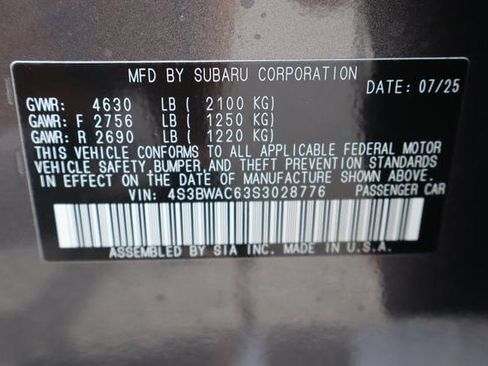 MFD BY SUBARU CORPORATION
DATE: 07/25
GVWR: 4630 LB ( 2100 KG)
GAWR: F 2756 LB ( 1250 KG)
GAWR: R 2690 LB ( 1220 KG)
THIS VEHICLE CONFORMS TO ALL APPLICABLE FEDERAL MOTOR
VEHICLE SAFETY, BUMPER, AND THEFT PREVENTION STANDARDS
IN EFFECT ON THE DATE OF MANUFACTURE SHOWN ABOVE.
VIN: 4S3BWAC63S3028776 PASSENGER CAR
ASSEMBLED BY SIA INC. MADE IN U.S.A.